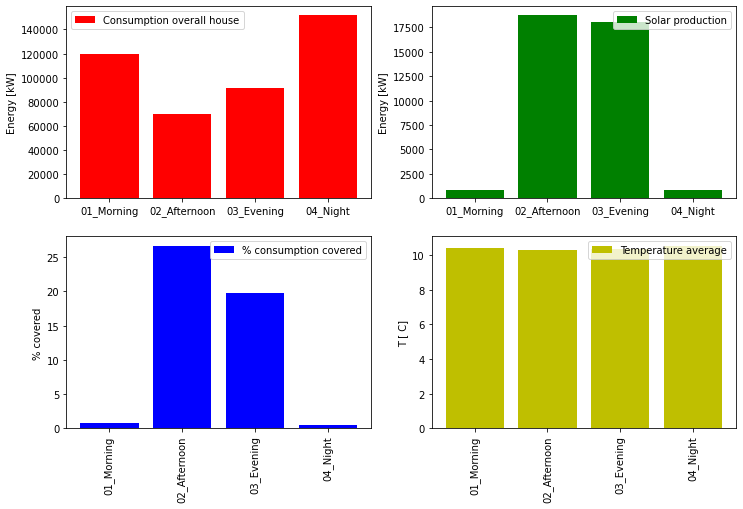 Consumption overall house
Energy [kW]
140000
120000
100000
80000
60000
40000
20000
0
01_Morning 02_Afternoon 03_Evening 04_Night
Solar production
Energy [kW]
17500
15000
12500
10000
7500
5000
2500
0
01_Morning 02_Afternoon 03_Evening 04_Night
% consumption covered
% covered
25
20
15
10
5
0
01_Morning
02_Afternoon
03_Evening
04_Night
Temperature average
T [ C]
10
8
6
4
2
0
01_Morning
02_Afternoon
03_Evening
04_Night